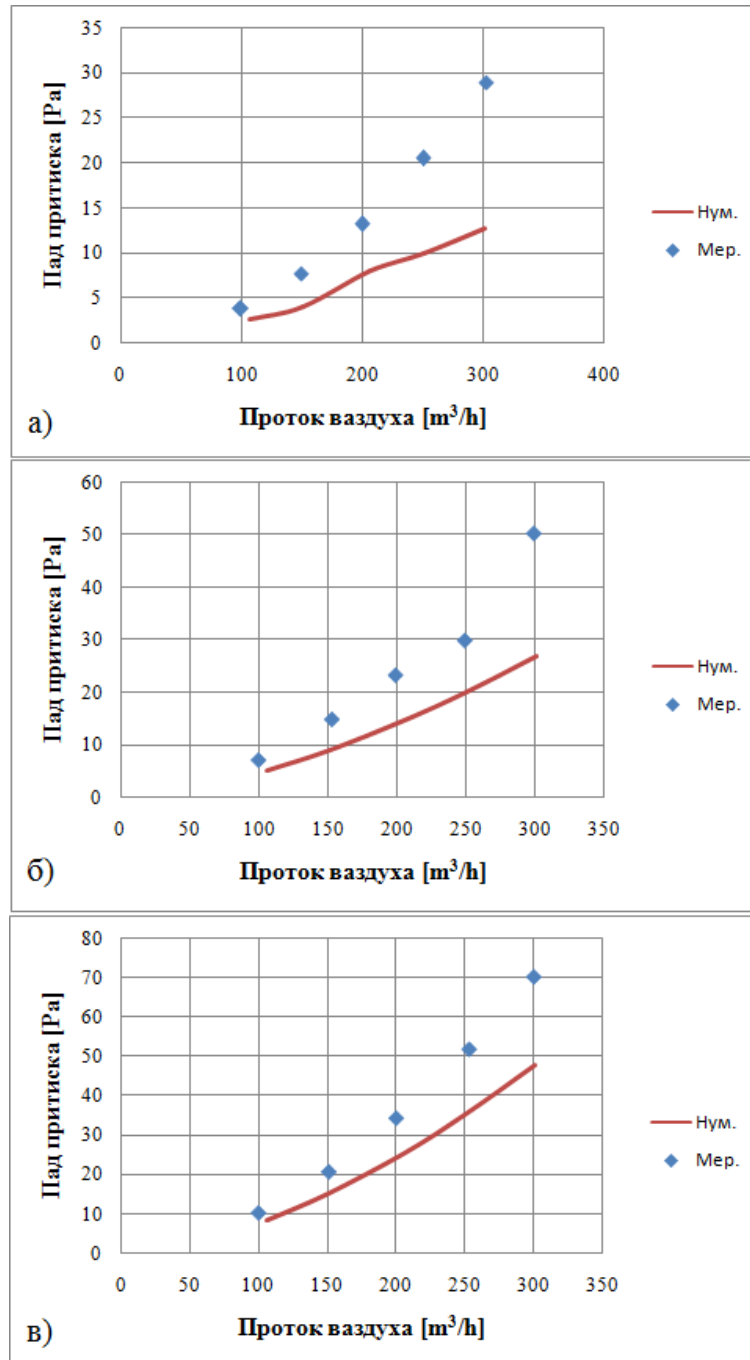 35
30
25
20
15
10
5
0
Пад притиска [Pa]
0 100 200 300 400
Проток ваздуха [m³/h]
Нум.
Мер.
а)
60
50
40
30
20
10
0
Пад притиска [Pa]
0 50 100 150 200 250 300 350
Проток ваздуха [m³/h]
Нум.
Мер.
б)
80
70
60
50
40
30
20
10
0
Пад притиска [Pa]
0 50 100 150 200 250 300 350
Проток ваздуха [m³/h]
Нум.
Мер.
в)